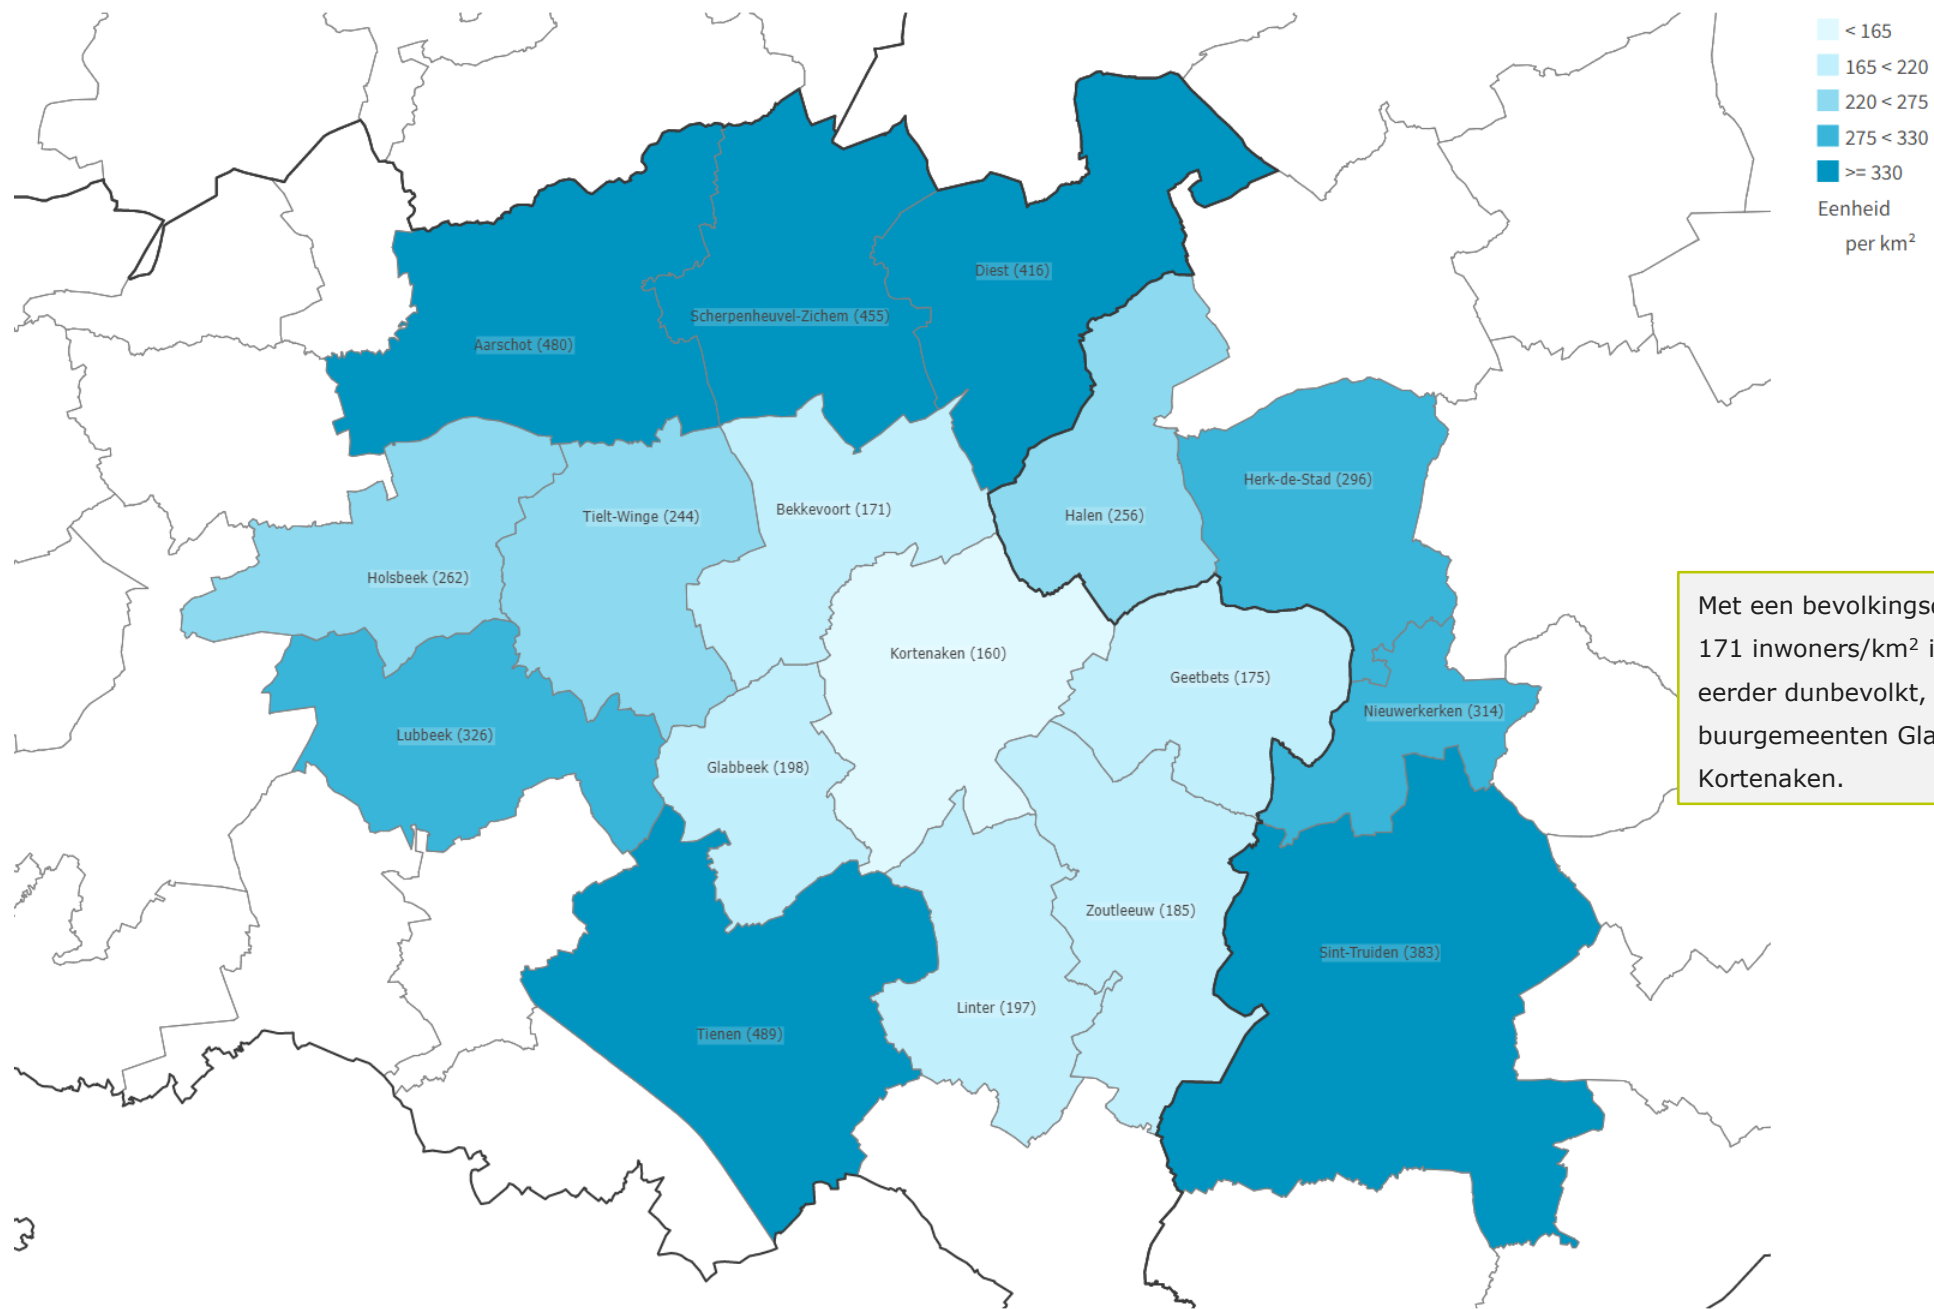 < 165
165 < 220
220 < 275
275 < 330
>= 330
Eenheid
per km²
Diest (416)
Scherpenheuvel-Zichem (455)
Aarschot (480)
Herk-de-Stad (296)
Bekkevoort (171)
Halen (256)
Tielt-Winge (244)
Holsbeek (262)
Kortenaken (160)
Geetbets (175)
Nieuwerkerken (314)
Lubbeek (326)
Glabbeek (198)
Zoutleeuw (185)
Sint-Truiden (383)
Linter (197)
Tienen (489)
Met een
171 inwoners/km²
eerder dunbevolkt,
buurgemeenten
Kortenaken.